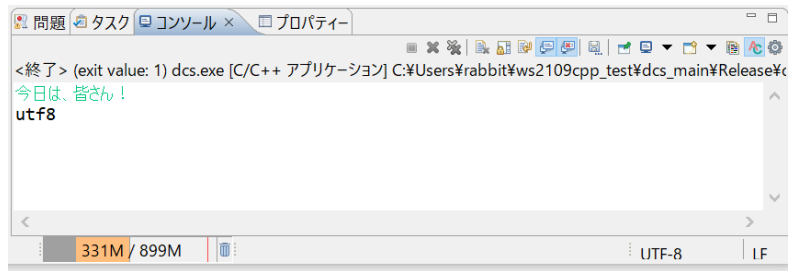 問題 タスク コンソール × プロパティー
<終了> (exit value: 1) dcs.exe [C/C++ アプリケーション] C:¥Users¥rabbit¥ws2109cpp_test¥dcs_main¥Release¥
今日は、皆さん！
utf8
331M / 899M UTF-8 LF